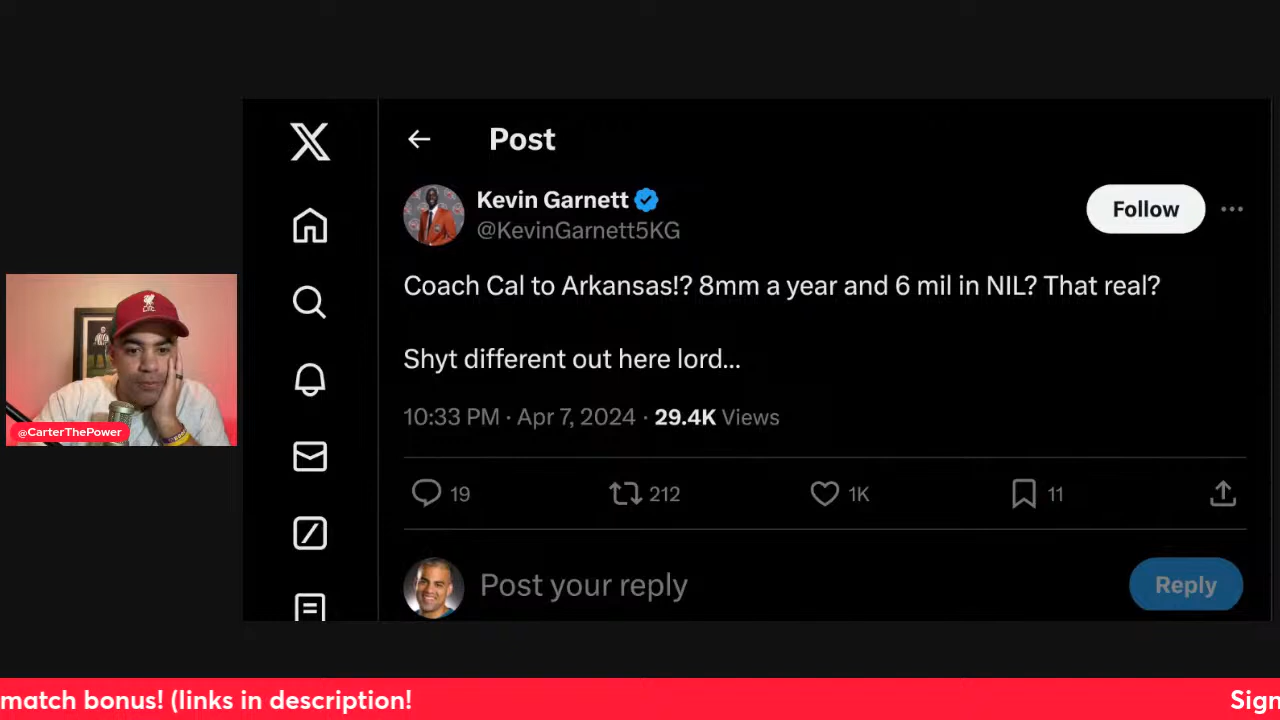 Post
Kevin Garnett
@KevinGarnett5KG
Follow
Coach Cal to Arkansas!? 8mm a year and 6 mil in NIL? That real?
Shyt different out here lord...
10:33 PM · Apr 7, 2024 · 29.4K Views
19
212
1K
11
Post your reply
Reply
@CarterThePower
match bonus! (links in description!
Sign